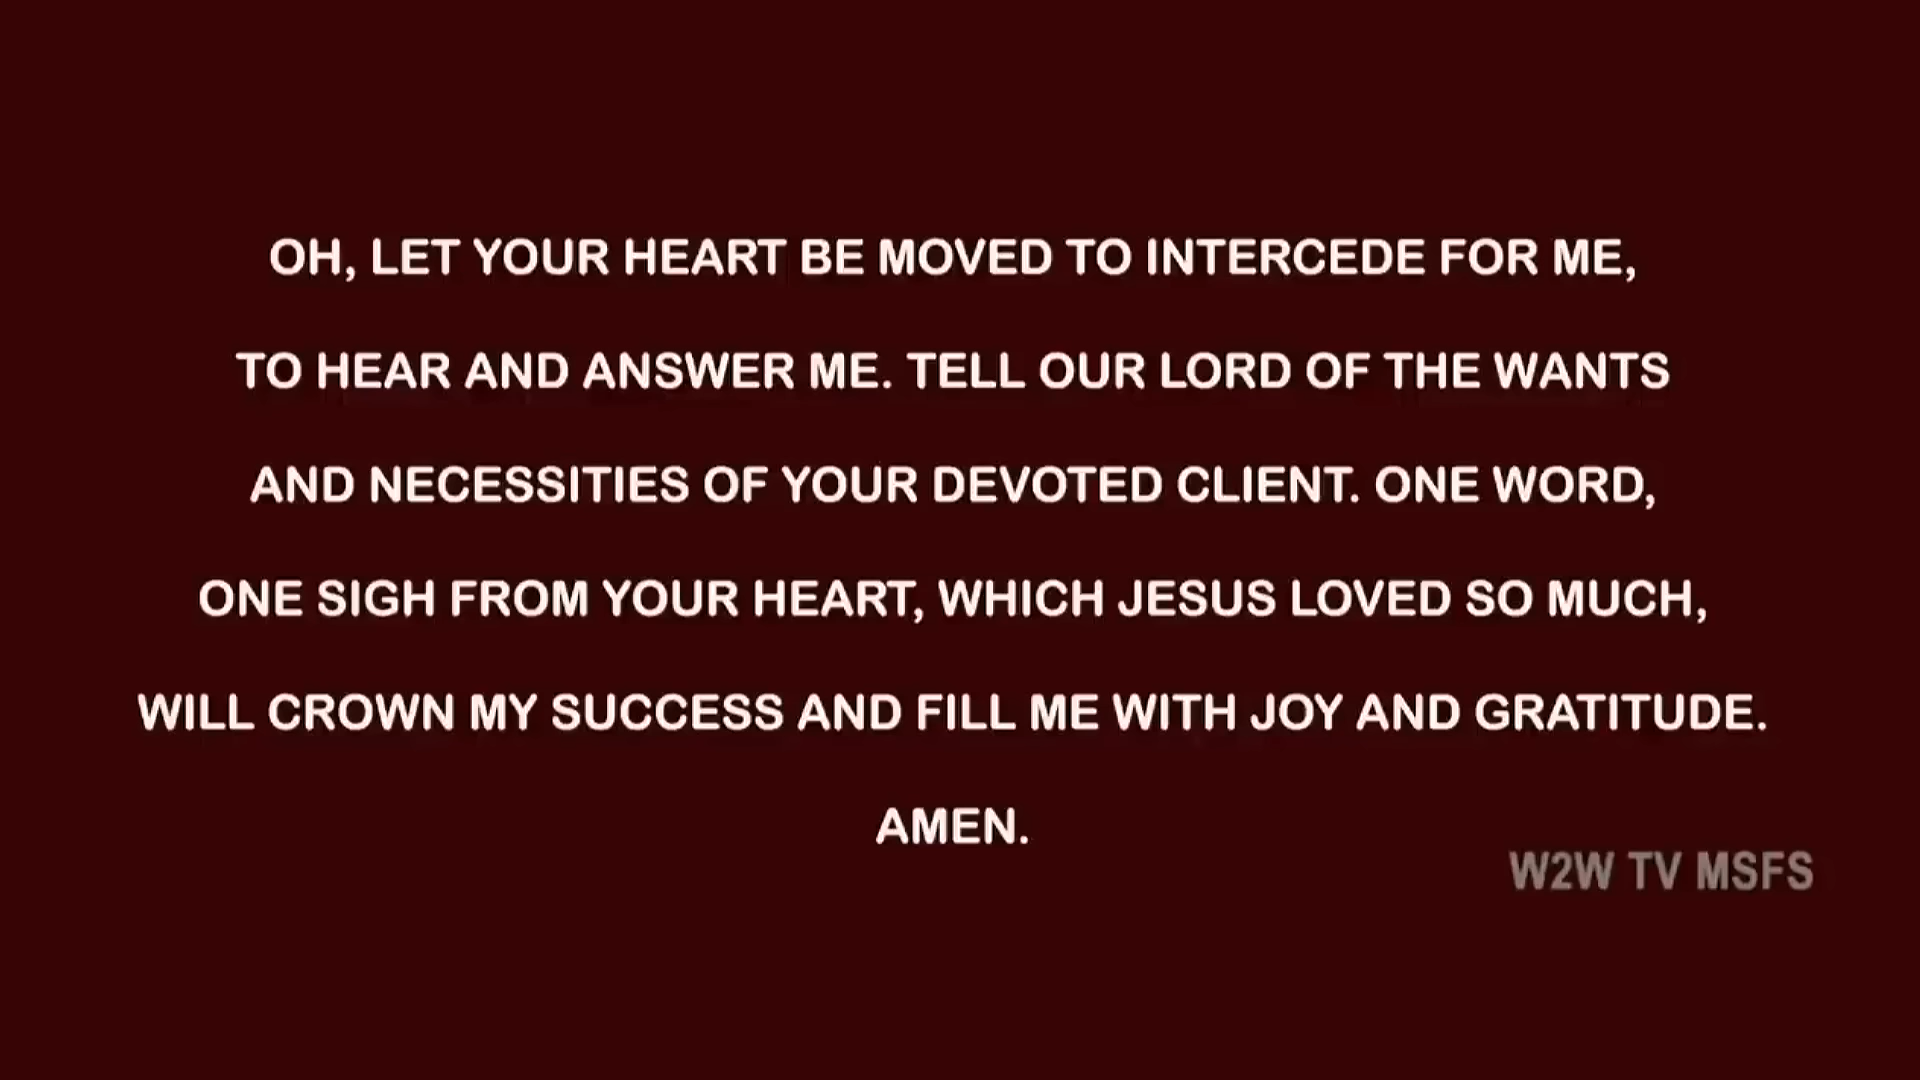 OH, LET YOUR HEART BE MOVED TO INTERCEDE FOR ME,
TO HEAR AND ANSWER ME. TELL OUR LORD OF THE WANTS
AND NECESSITIES OF YOUR DEVOTED CLIENT. ONE WORD,
ONE SIGH FROM YOUR HEART, WHICH JESUS LOVED SO MUCH,
WILL CROWN MY SUCCESS AND FILL ME WITH JOY AND GRATITUDE.
AMEN.
W2W TV MSFS